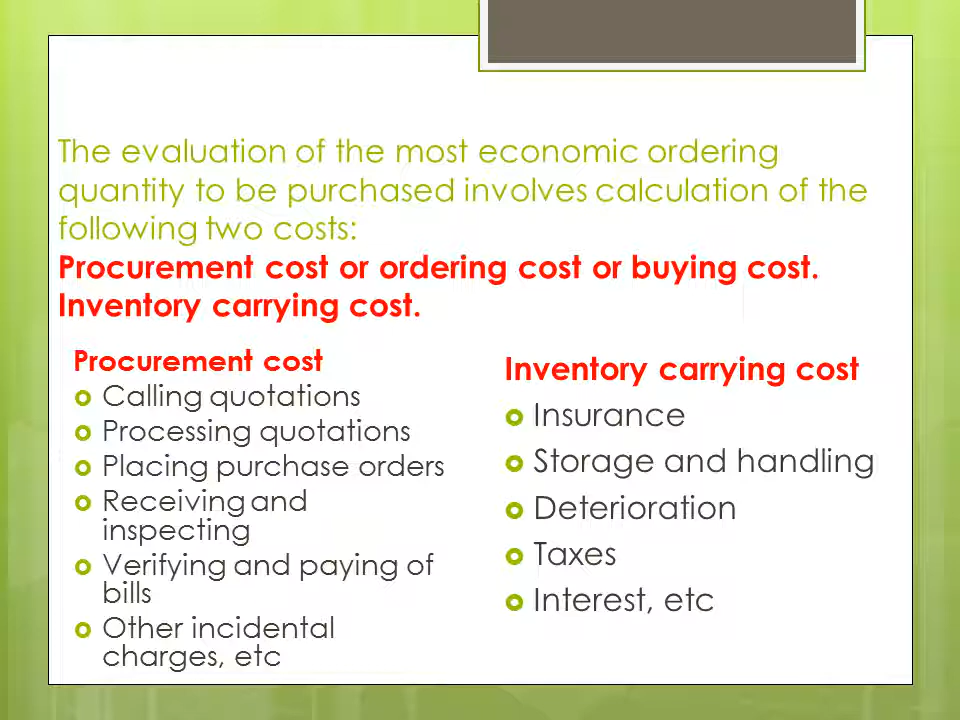 The evaluation of the most economic ordering
quantity to be purchased involves calculation of the
following two costs:
Procurement cost or ordering cost or buying cost.
Inventory carrying cost.
Procurement cost
Calling quotations
Processing quotations
Placing purchase orders
Receiving and
inspecting
Verifying and paying of
bills
Other incidental
charges, etc
Inventory carrying cost
Insurance
Storage and handling
Deterioration
Taxes
Interest, etc